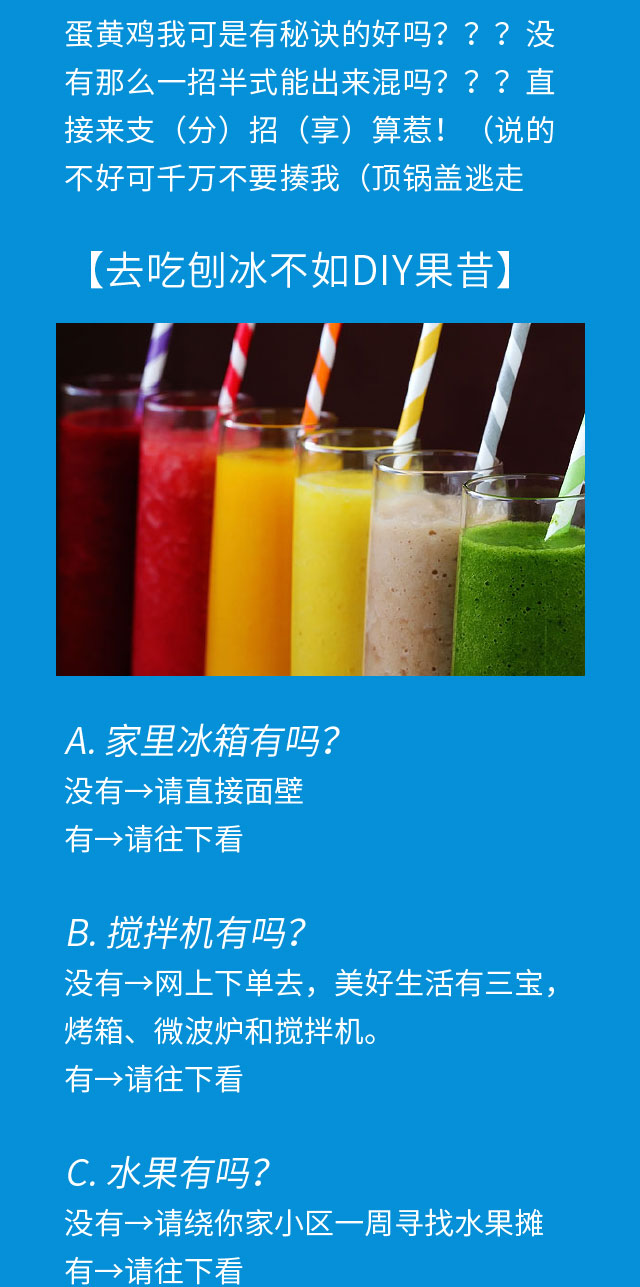 蛋黄鸡我可是有秘诀的好吗？？？没
有那么一招半式能出来混吗？？？直
接来支（分）招（享）算惹！（说的
不好可千万不要揍我（顶锅盖逃走
【去吃刨冰不如DIY果昔】
A. 家里冰箱有吗？
没有→请直接面壁
有→请往下看
B. 搅拌机有吗？
没有→网上下单去，美好生活有三宝，
烤箱、微波炉和搅拌机。
有→请往下看
C. 水果有吗？
没有→请绕你家小区一周寻找水果摊
有→请往下看